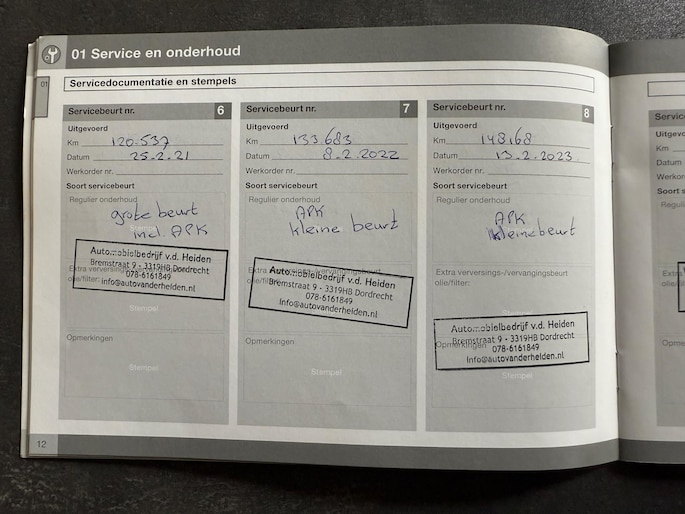 01 Service en onderhoud
01
Servicedocumentatie en stempels
Servicebeurt nr. 6
Uitgevoerd
Km 120.537
Datum 25.2.21
Werkorder nr.
Soort servicebeurt
Regulier onderhoud
grote beurt
incl. APK
Automobielbedrijf v.d. Heiden
Bremstraat 9 - 3319HB Dordrecht
078-6161849
info@autovanderheiden.nl
Extra verversings-
olie/filter:
Stempel
Opmerkingen
Stempel
Servicebeurt nr. 7
Uitgevoerd
Km 133.683
Datum 8.2.2022
Werkorder nr.
Soort servicebeurt
Regulier onderhoud
APK
kleine beurt
Automobielbedrijf v.d. Heiden
Bremstraat 9 - 3319HB Dordrecht
078-6161849
info@autovanderheiden.nl
Opmerkingen
Stempel
Servicebeurt nr. 8
Uitgevoerd
Km 148.168
Datum 13.2.2023
Werkorder nr.
Soort servicebeurt
Regulier onderhoud
APK
kleine beurt
Extra verversings-/vervangingsbeurt
olie/filter:
Automobielbedrijf v.d. Heiden
Bremstraat 9 - 3319HB Dordrecht
078-6161849
info@autovanderheiden.nl
Opmerkingen
Stempel
12